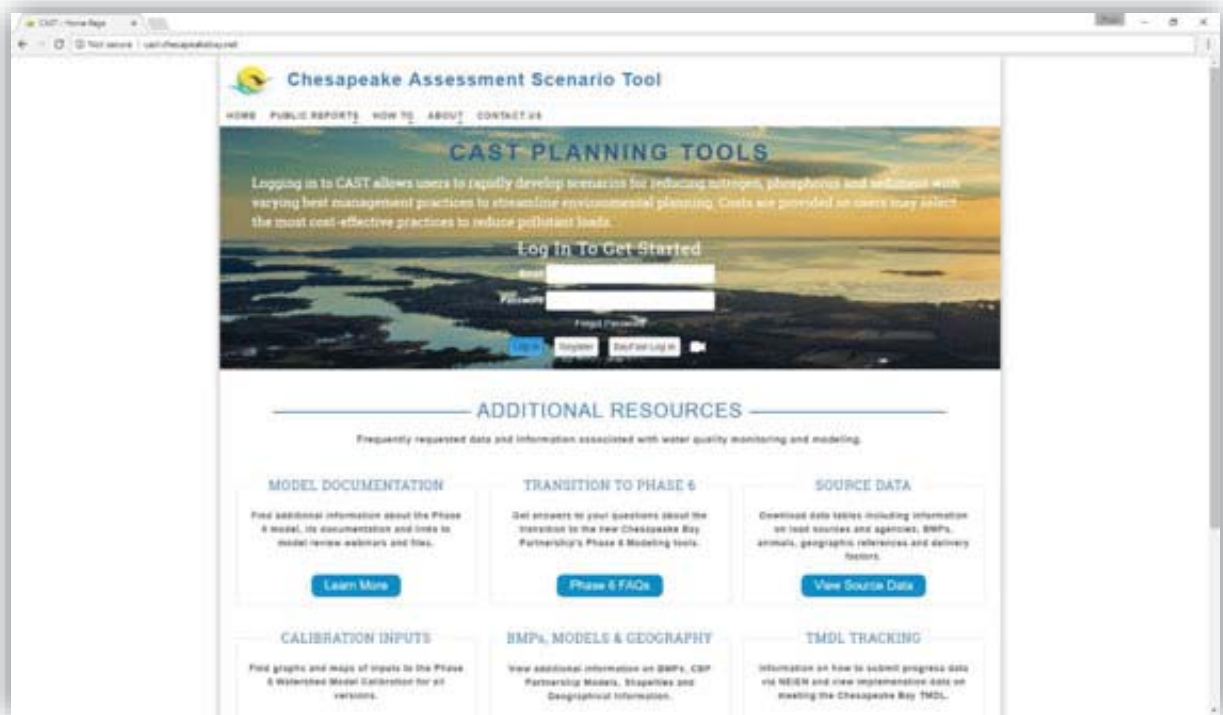 CAST - Home Page
Not secure | cast.chesapeakebay.net
Chesapeake Assessment Scenario Tool
HOME PUBLIC REPORTS HOW TO ABOUT CONTACT US
CAST PLANNING TOOLS
Logging in to CAST allows users to rapidly develop scenarios for reducing nitrogen, phosphorus and sediment with
varying best management practices to streamline environmental planning. Costs are provided so users may select
the most cost-effective practices to reduce pollutant loads.
Log In To Get Started
Email
Password
Forgot Password
Log In Register Log In
ADDITIONAL RESOURCES
Frequently requested data and information associated with water quality monitoring and modeling.
MODEL DOCUMENTATION
Find additional information about the Phase
6 model, its documentation and links to
model review webinars and files.
Learn More
TRANSITION TO PHASE 6
Get answers to your questions about the
transition to the new Chesapeake Bay
Partnership's Phase 6 Modeling tools.
Phase 6 FAQs
SOURCE DATA
Download data tables including information
on load sources and agencies, BMPs,
animals, geographic references and delivery
factors.
View Source Data
CALIBRATION INPUTS
Find graphs and maps of inputs to the Phase
6 Watershed Model Calibration for all
versions.
BMPs, MODELS & GEOGRAPHY
View additional information on BMPs, CBP
Partnership Models, Shapefiles and
Geographical Information.
TMDL TRACKING
Information on how to submit progress data
via NEIEN and view implementation data on
meeting the Chesapeake Bay TMDL.